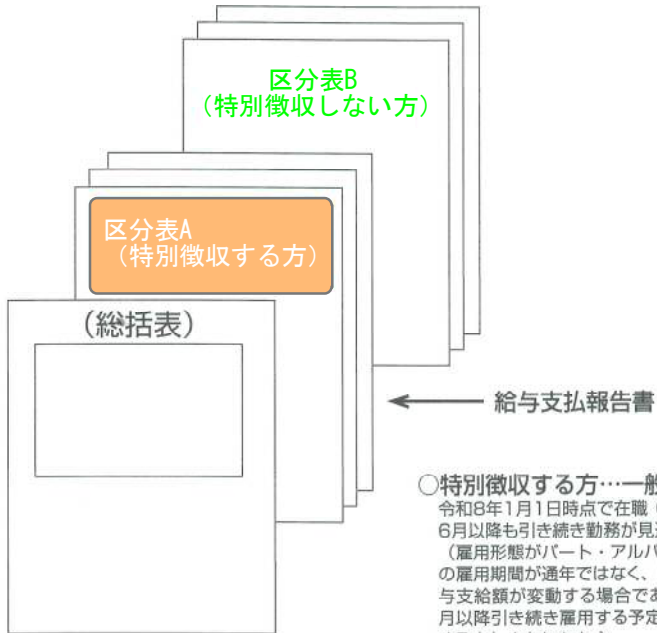 区分表B
（特別徴収しない方）
区分表A
（特別徴収する方）
（総括表）
給与支払報告書
○特別徴収する方…一般
令和8年1月1日時点で在職
6月以降も引き続き勤務が見
（雇用形態がパート・アルバ
の雇用期間が通年ではなく、
与支給額が変動する場合であ
月以降引き続き雇用する予定